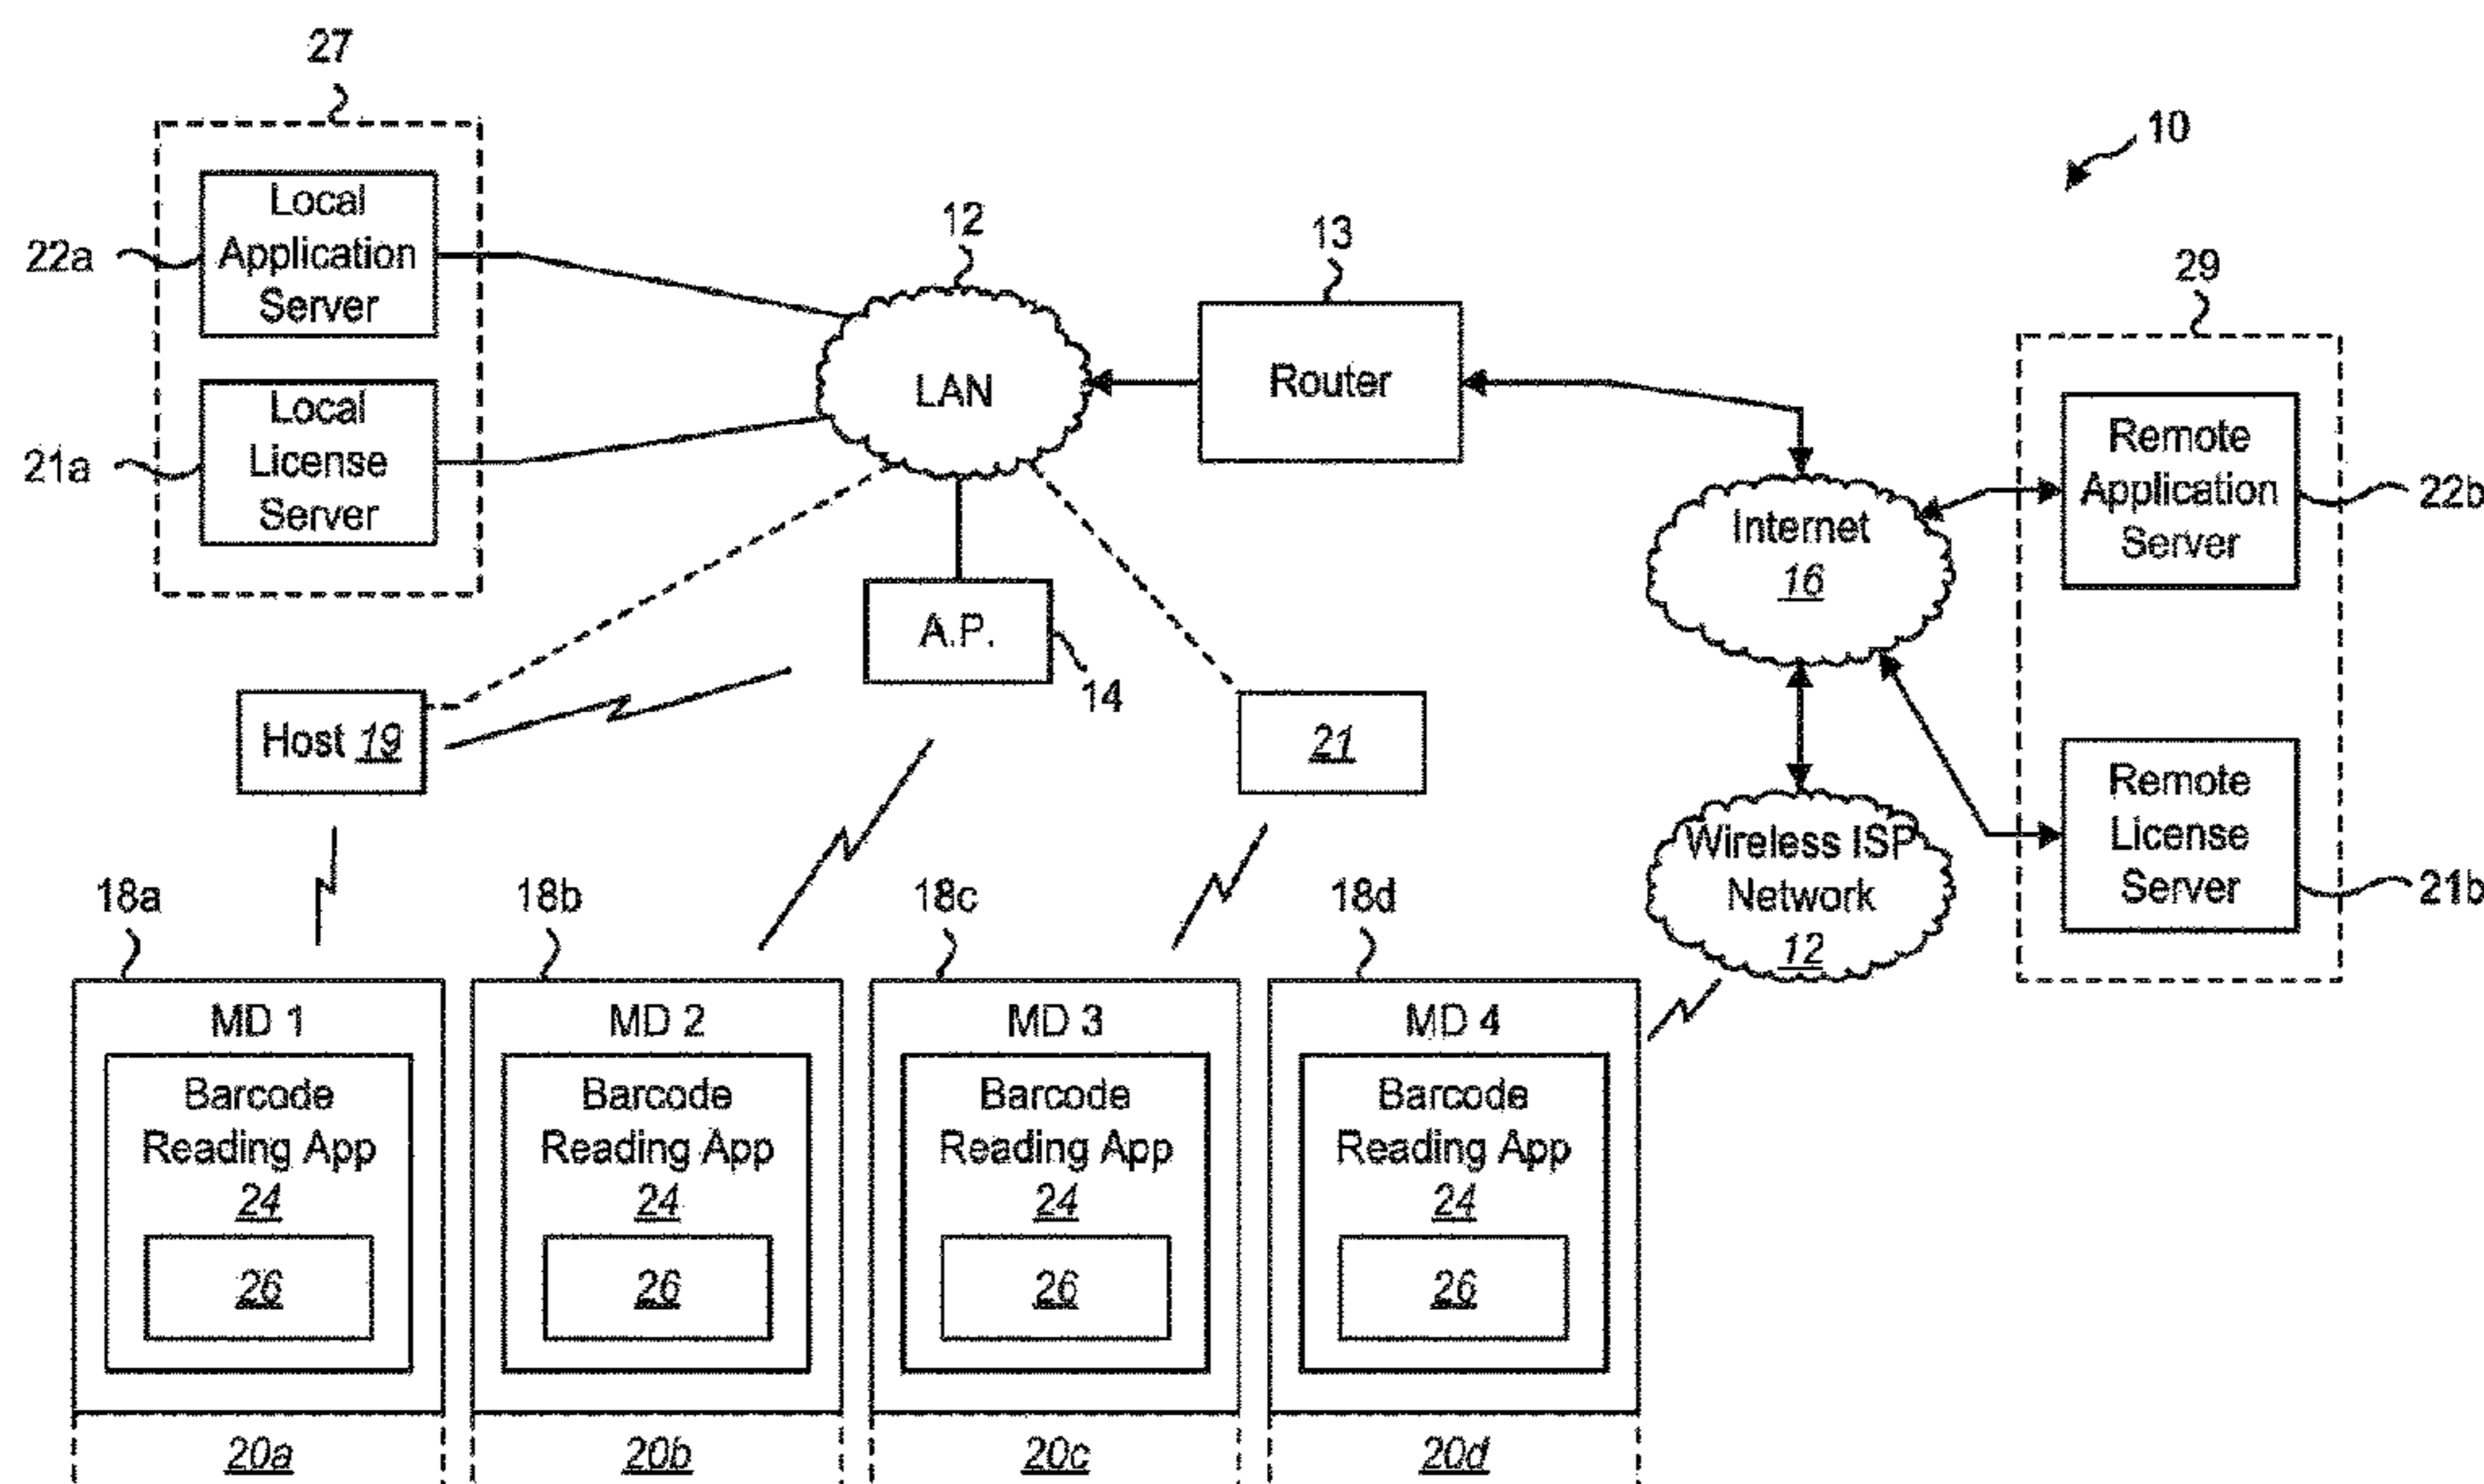 27
10
Local
Application
Server
22a
12
13
29
LAN
Router
Local
License
Server
21a
Remote
Application
Server
22b
Internet
16
A.P.
14
Host 19
21
Wireless ISP
Network
12
Remote
License
Server
21b
18a
18b
18c
18d
MD 1
MD 2
MD 3
MD 4
Barcode
Reading App
24
26
Barcode
Reading App
24
26
Barcode
Reading App
24
26
Barcode
Reading App
24
26
20a
20b
20c
20d